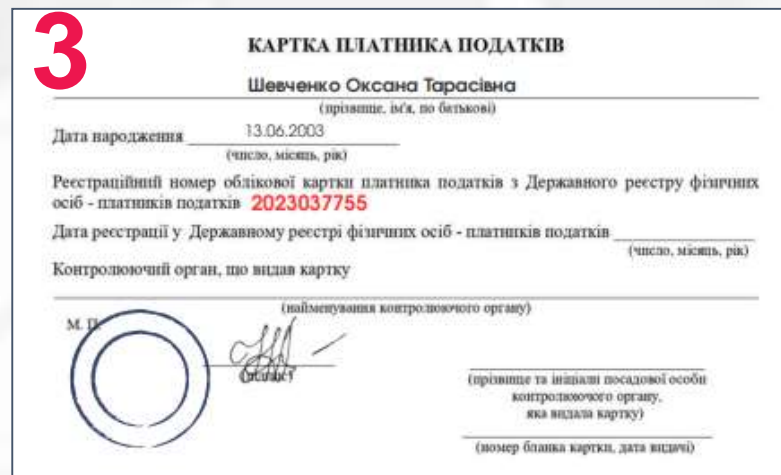 3
КАРТКА ПЛАТНИКА ПОДАТКІВ
Шевченко Оксана Тарасівна
(прізвище, ім'я, по батькові)
Дата народження 13.06.2003
(число, місяць, рік)
Реєстраційний номер облікової картки платника податків з Державного реєстру фізичних
осіб - платників податків 2023037755
Дата реєстрації у Державному реєстрі фізичних осіб - платників податків
(число, місяць, рік)
Контролюючий орган, що видав картку
(найменування контролюючого органу)
М. П.
(підпис)
(прізвище та ініціали посадової особи
контролюючого органу,
яка видала картку)
(номер бланка картки, дата видачі)